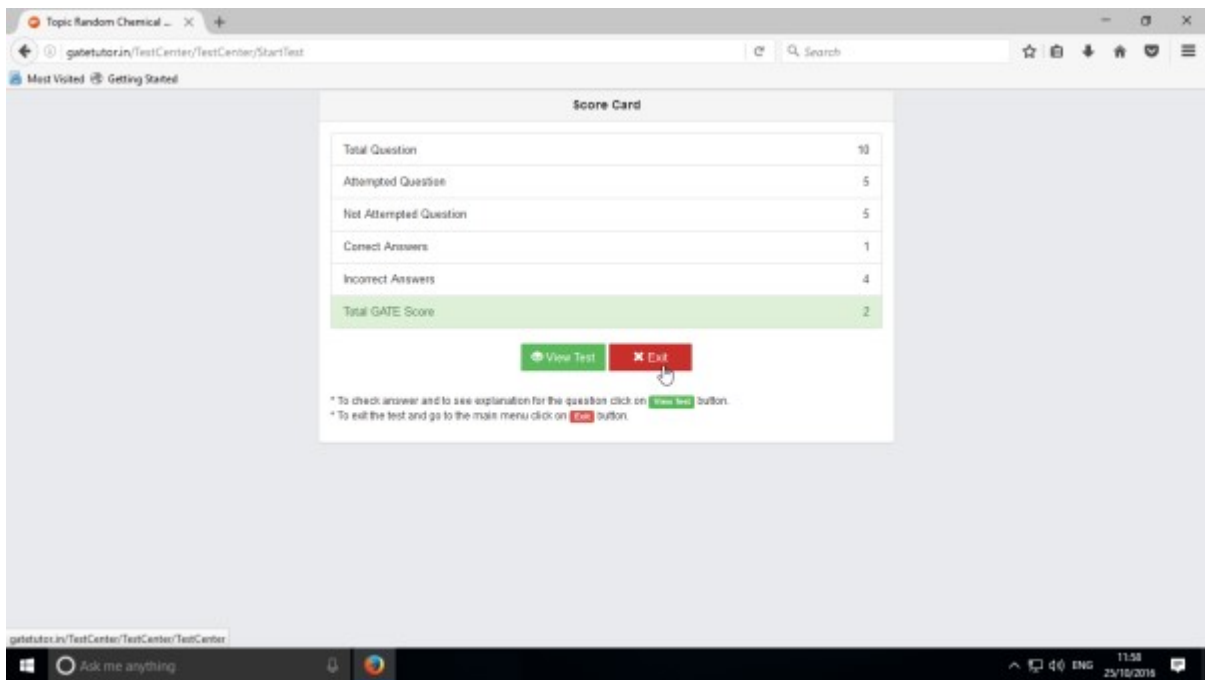 Topic Random Chemical ...
gatetutor.in/TestCenter/TestCenter/StartTest
Search
Most Visited Getting Started
Score Card
Total Question 10
Attempted Question 5
Not Attempted Question 5
Correct Answers 1
Incorrect Answers 4
Total GATE Score 2
View Test Exit
* To check answer and to see explanation for the question click on View Test button.
* To exit the test and go to the main menu click on Exit button.
gatetutor.in/TestCenter/TestCenter/TestCenter
Ask me anything
ENG
11:58
25/10/2016